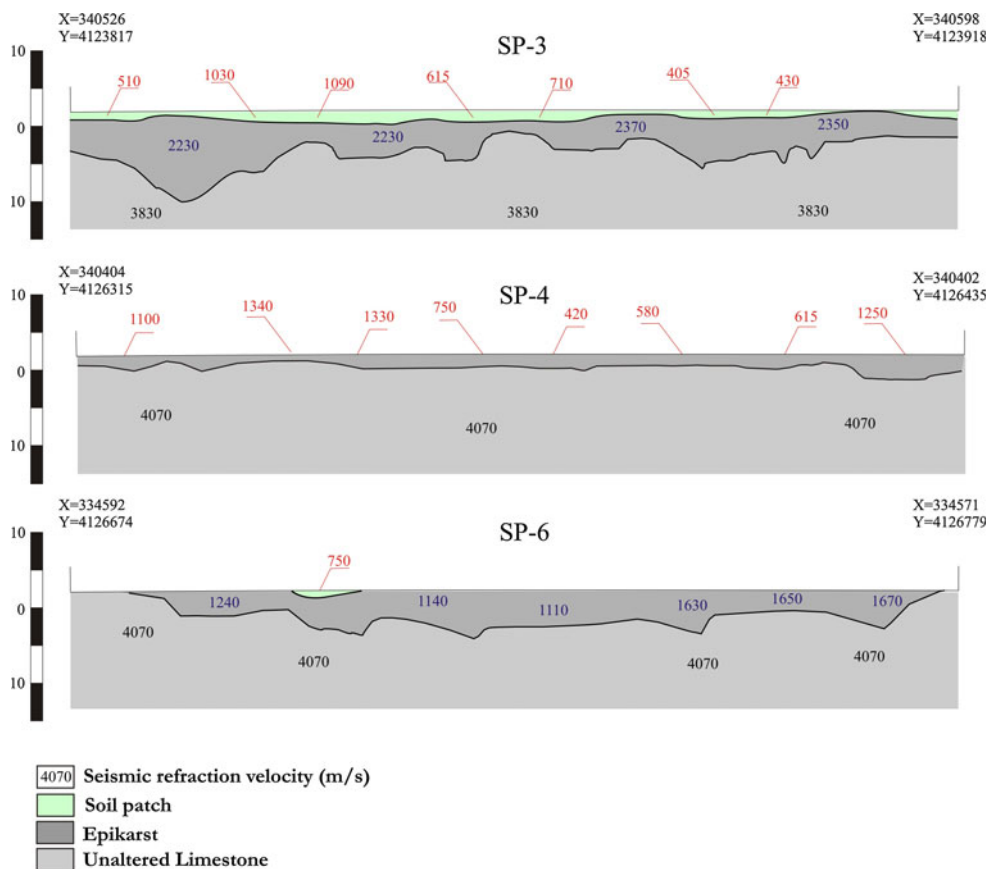 X=340526
Y=4123817
SP-3
X=340598
Y=4123918
10
0
10
510
1030
1090
615
710
405
430
2230
2230
2370
2350
3830
3830
3830
X=340404
Y=4126315
SP-4
X=340402
Y=4126435
10
0
10
1100
1340
1330
750
420
580
615
1250
4070
4070
4070
X=334592
Y=4126674
SP-6
X=334571
Y=4126779
10
0
10
750
1240
1140
1110
1630
1650
1670
4070
4070
4070
4070
4070 Seismic refraction velocity (m/s)
Soil patch
Epikarst
Unaltered Limestone